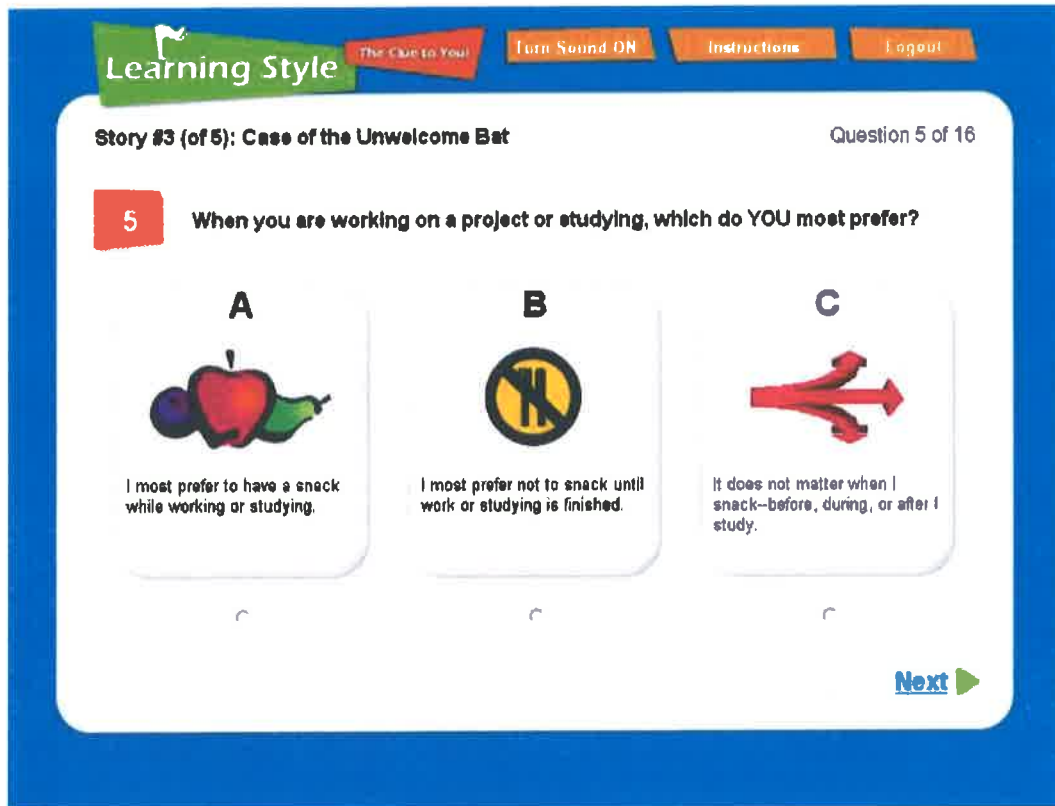 Learning Style
The Clue to You!
Turn Sound ON
Instructions
Logout
Story #3 (of 5): Case of the Unwelcome Bat
Question 5 of 16
5
When you are working on a project or studying, which do YOU most prefer?
A
B
C
I most prefer to have a snack
while working or studying.
I most prefer not to snack until
work or studying is finished.
It does not matter when I
snack--before, during, or after I
study.
Next